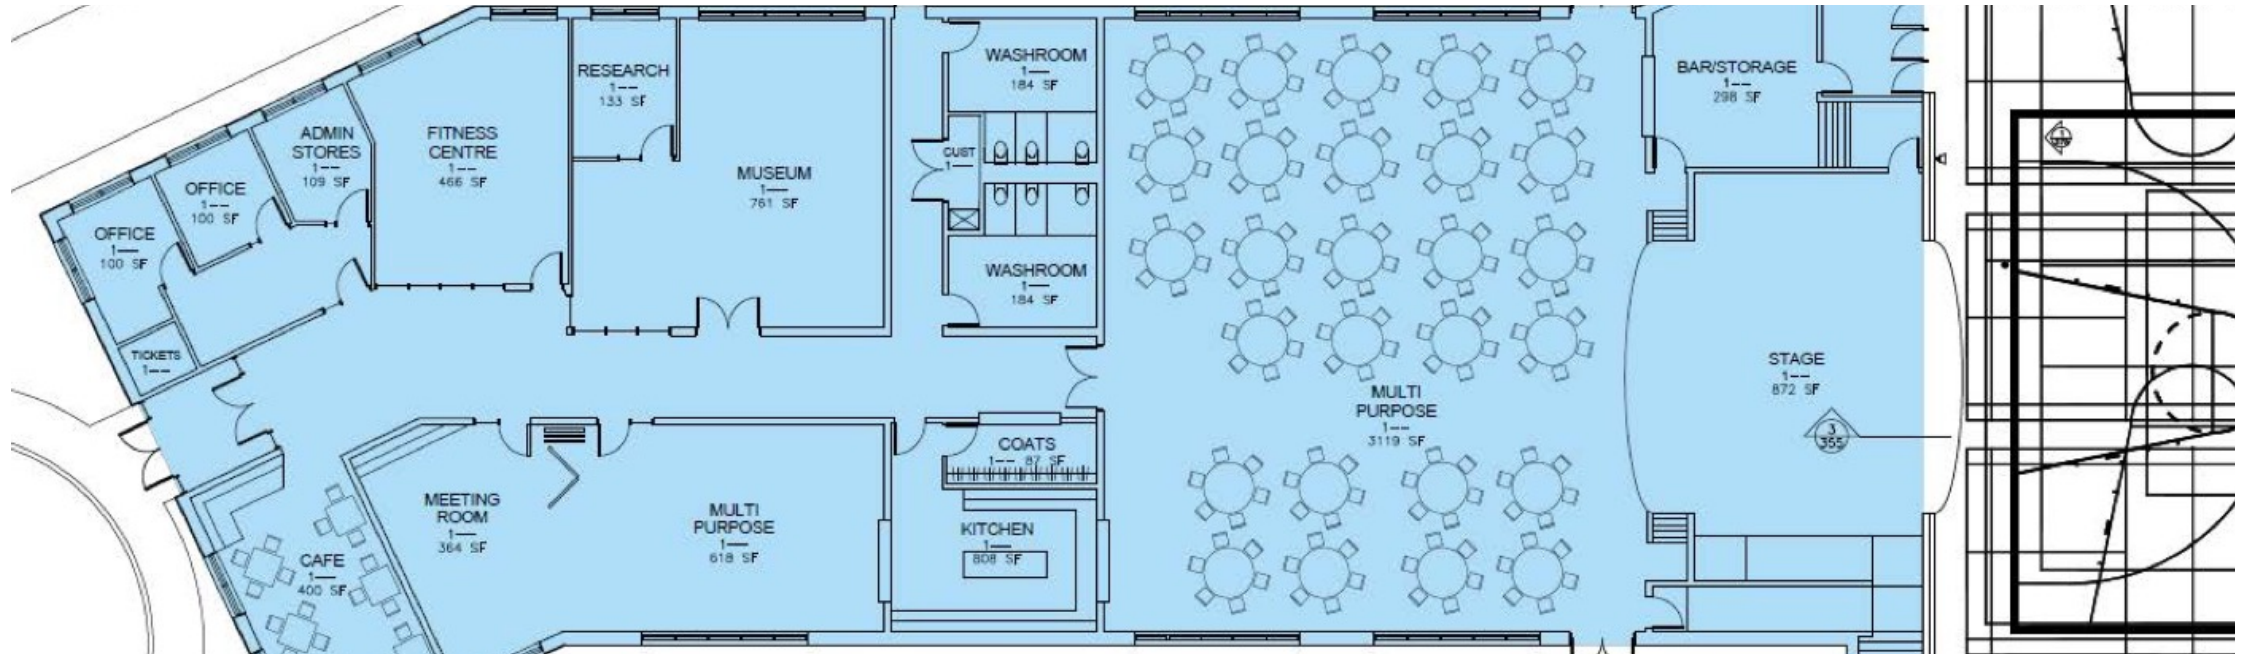 RESEARCH
1--
133 SF
WASHROOM
1--
184 SF
BAR/STORAGE
1--
298 SF
ADMIN
STORES
1--
109 SF
FITNESS
CENTRE
1--
466 SF
CUST
1--
MUSEUM
1--
761 SF
OFFICE
1--
100 SF
OFFICE
1--
100 SF
WASHROOM
1--
184 SF
TICKETS
1--
STAGE
1--
872 SF
MULTI
PURPOSE
1--
3119 SF
3
355
COATS
1-- 87 SF
MEETING
ROOM
1--
364 SF
MULTI
PURPOSE
1--
618 SF
KITCHEN
1--
808 SF
CAFE
1--
400 SF